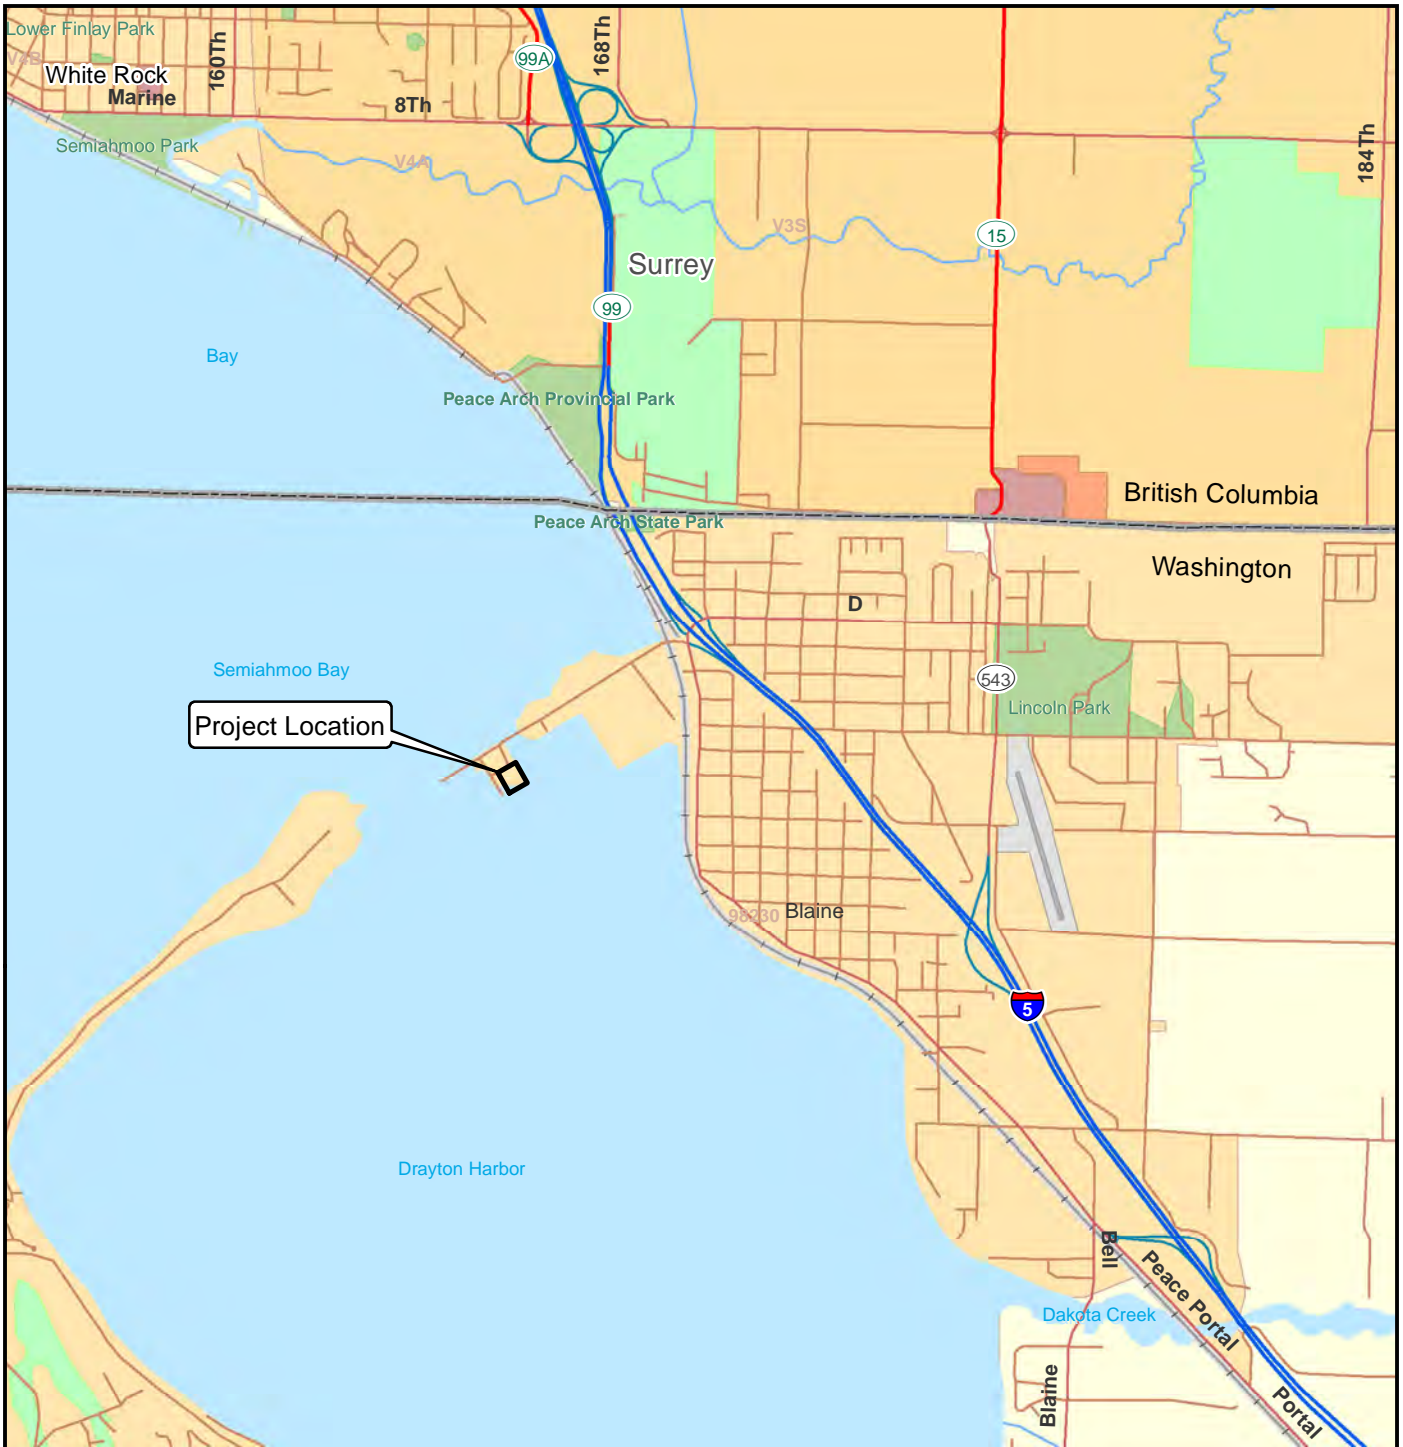 Lower Finlay Park
V4B
White Rock
Marine
160Th
8Th
99A
168Th
184Th
Semiahmoo Park
V4A
V3S
15
Surrey
99
Bay
Peace Arch Provincial Park
British Columbia
Peace Arch State Park
Washington
D
Semiahmoo Bay
543
Lincoln Park
Project Location
98230
Blaine
5
Drayton Harbor
Bell
Peace Portal
Dakota Creek
Blaine
Portal